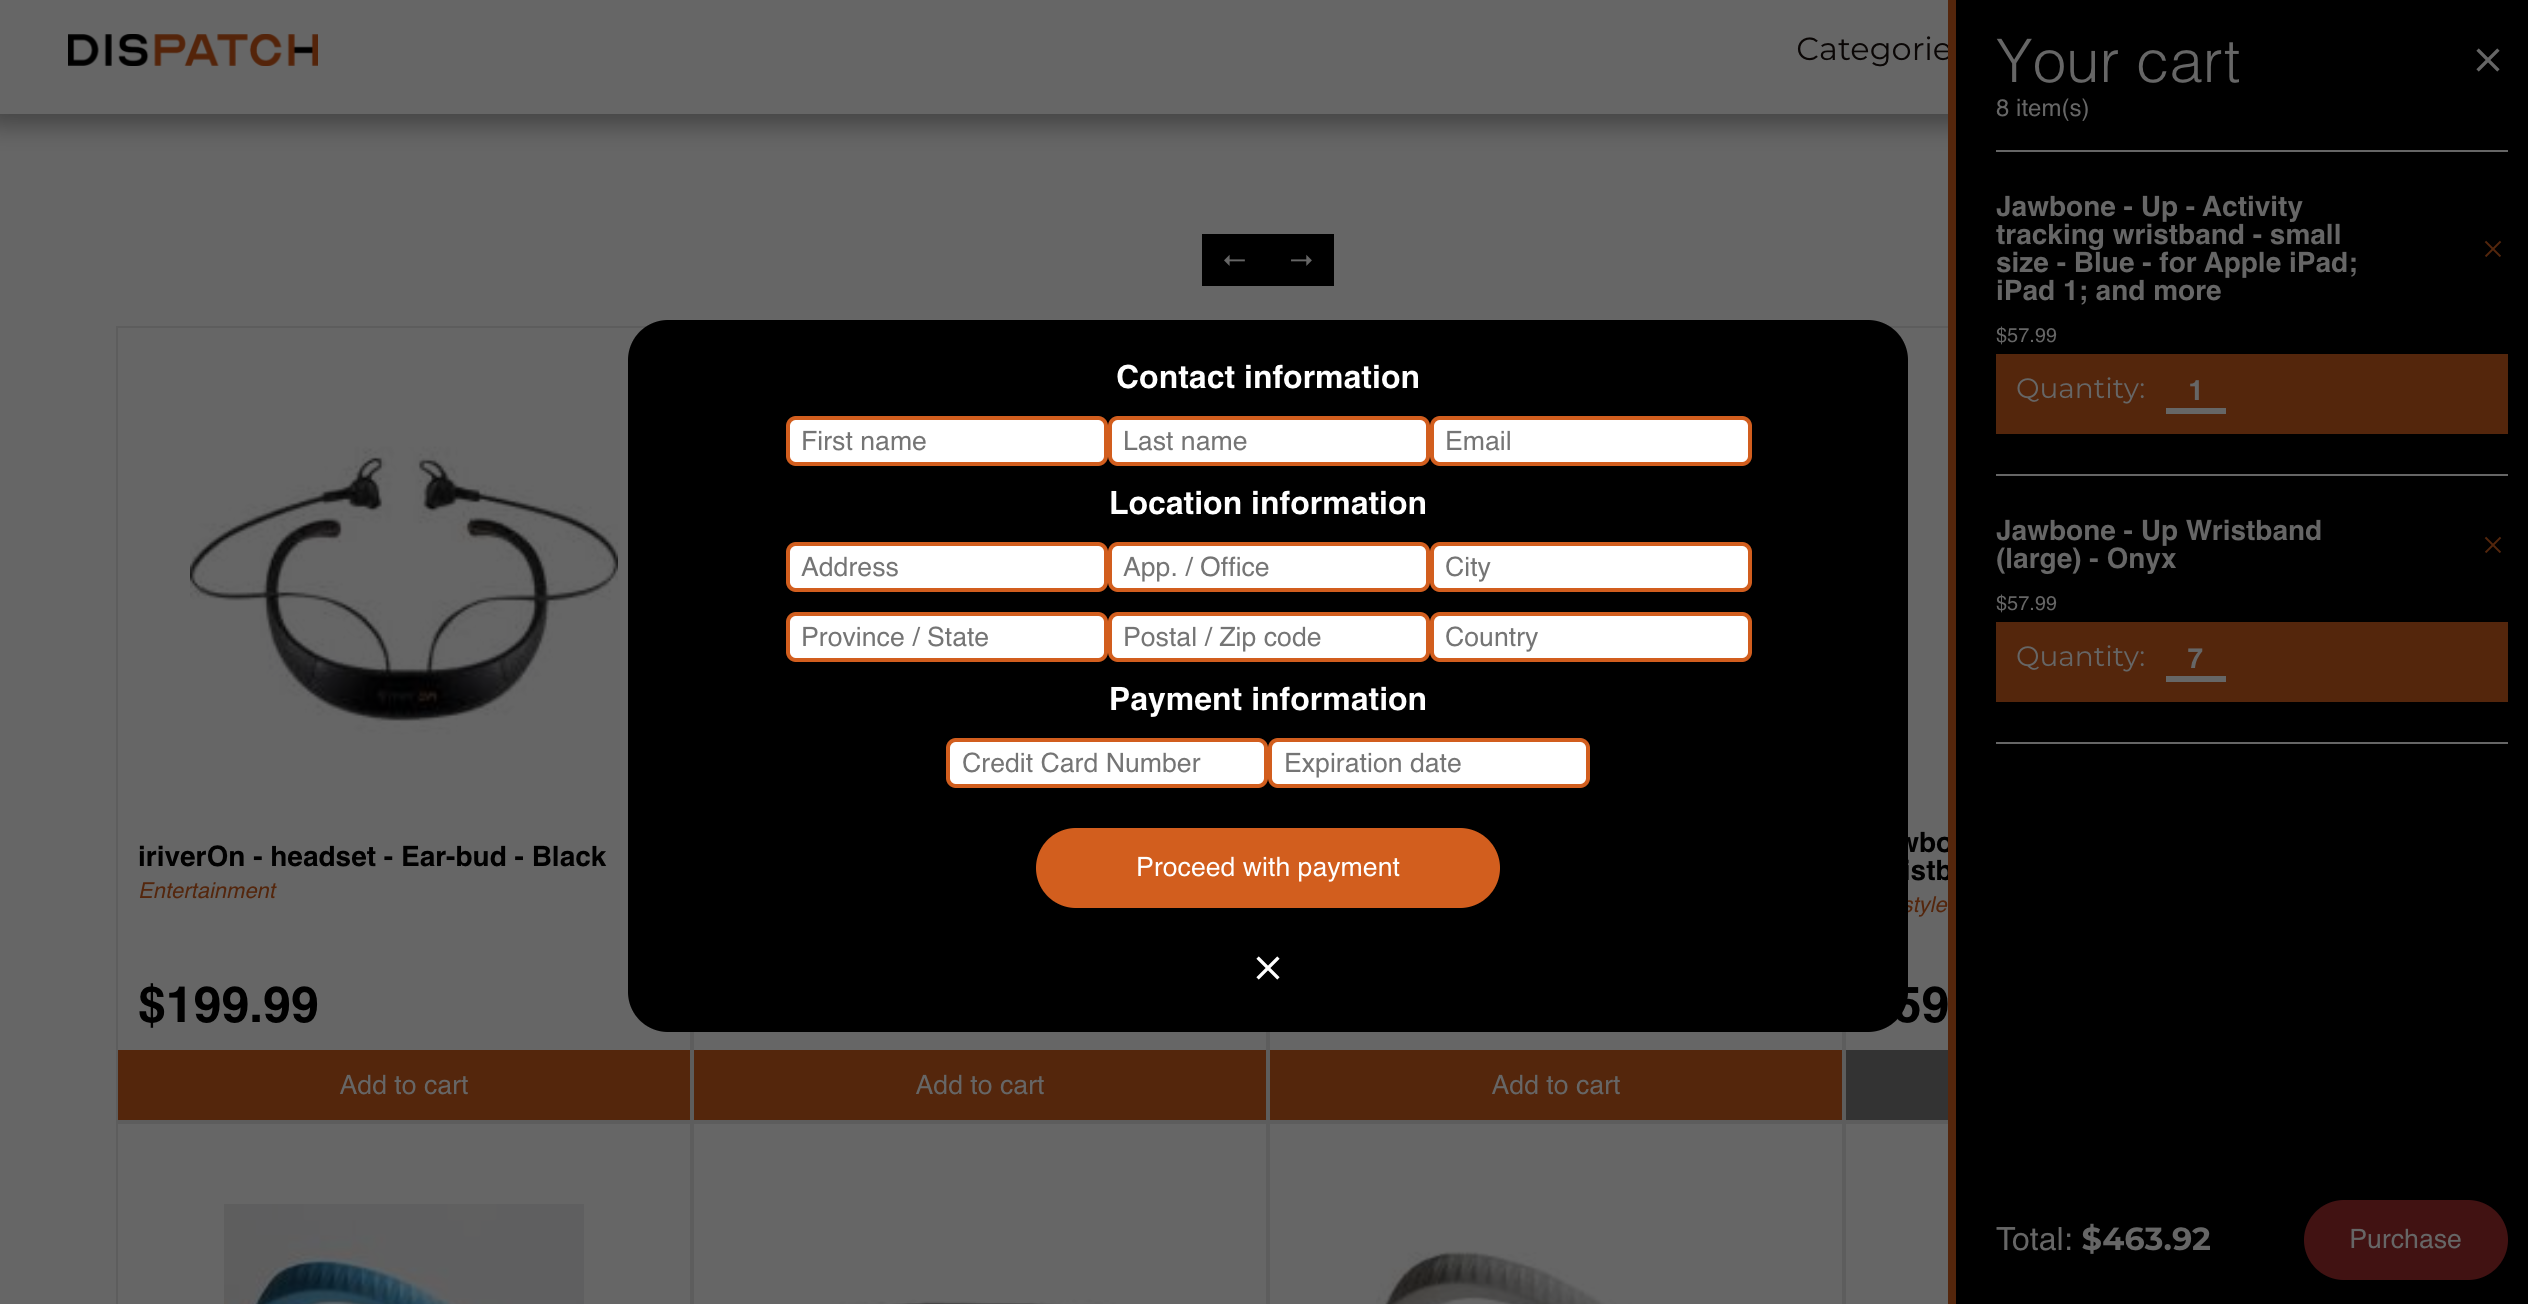 DISPATCH
Categorie
Your cart
8 item(s)
Jawbone - Up - Activity
tracking wristband - small
size - Blue - for Apple iPad;
iPad 1; and more
$57.99
Quantity: 1
Jawbone - Up Wristband
(large) - Onyx
$57.99
Quantity: 7
Total: $463.92
Purchase
Contact information
First name
Last name
Email
Location information
Address
App. / Office
City
Province / State
Postal / Zip code
Country
Payment information
Credit Card Number
Expiration date
Proceed with payment
iriverOn - headset - Ear-bud - Black
Entertainment
$199.99
Add to cart
Add to cart
Add to cart